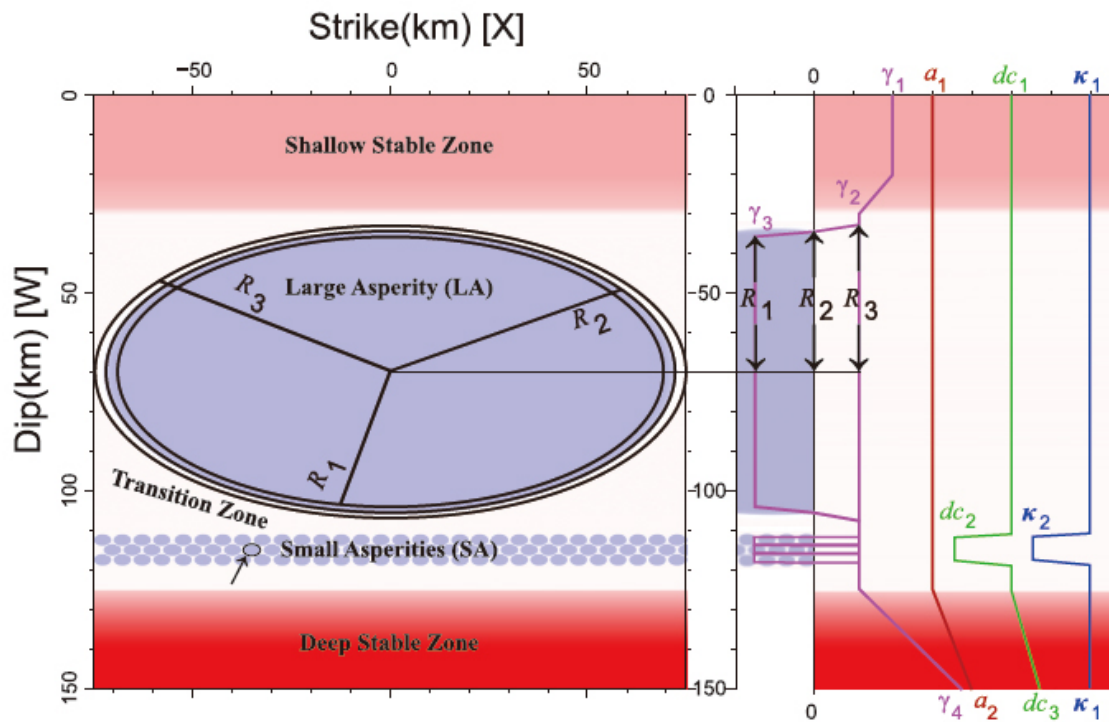 Strike(km) [X]
−50 0 50
0 γ1 a1 dc1 κ1
0 0
Shallow Stable Zone
γ2
γ3
Large Asperity (LA)
R3 R2
R1 R2 R3
50 −50
Dip(km) [W]
R1
100 −100
Transition Zone
dc2 κ2
Small Asperities (SA)
Deep Stable Zone
150 −150
0 γ4 a2 dc3 κ1